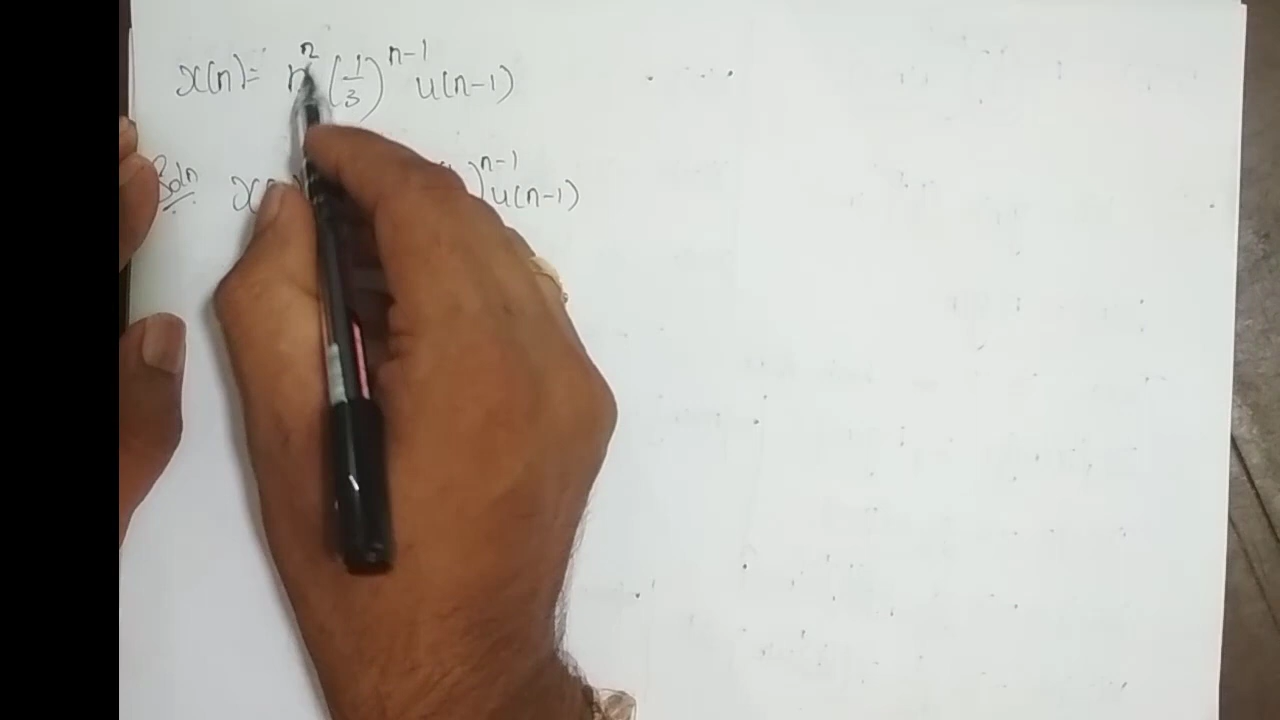 x(n)= n² (1/3)^(n-1) u(n-1)
Soln x( )^(n-1) u(n-1)